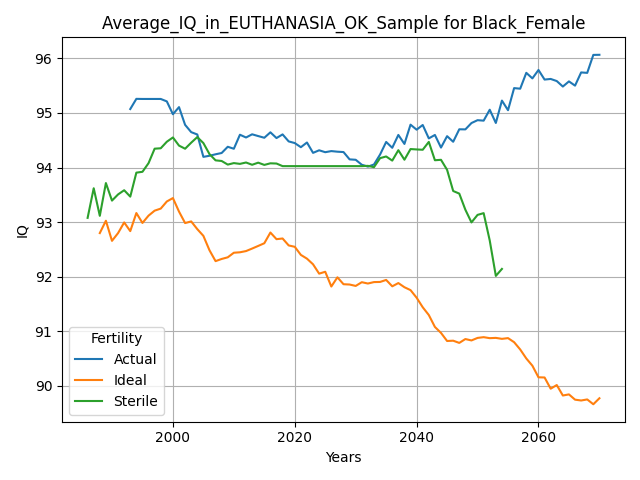 Average_IQ_in_EUTHANASIA_OK_Sample for Black_Female
IQ
96
95
94
93
92
91
90
Fertility
Actual
Ideal
Sterile
2000
2020
2040
2060
Years